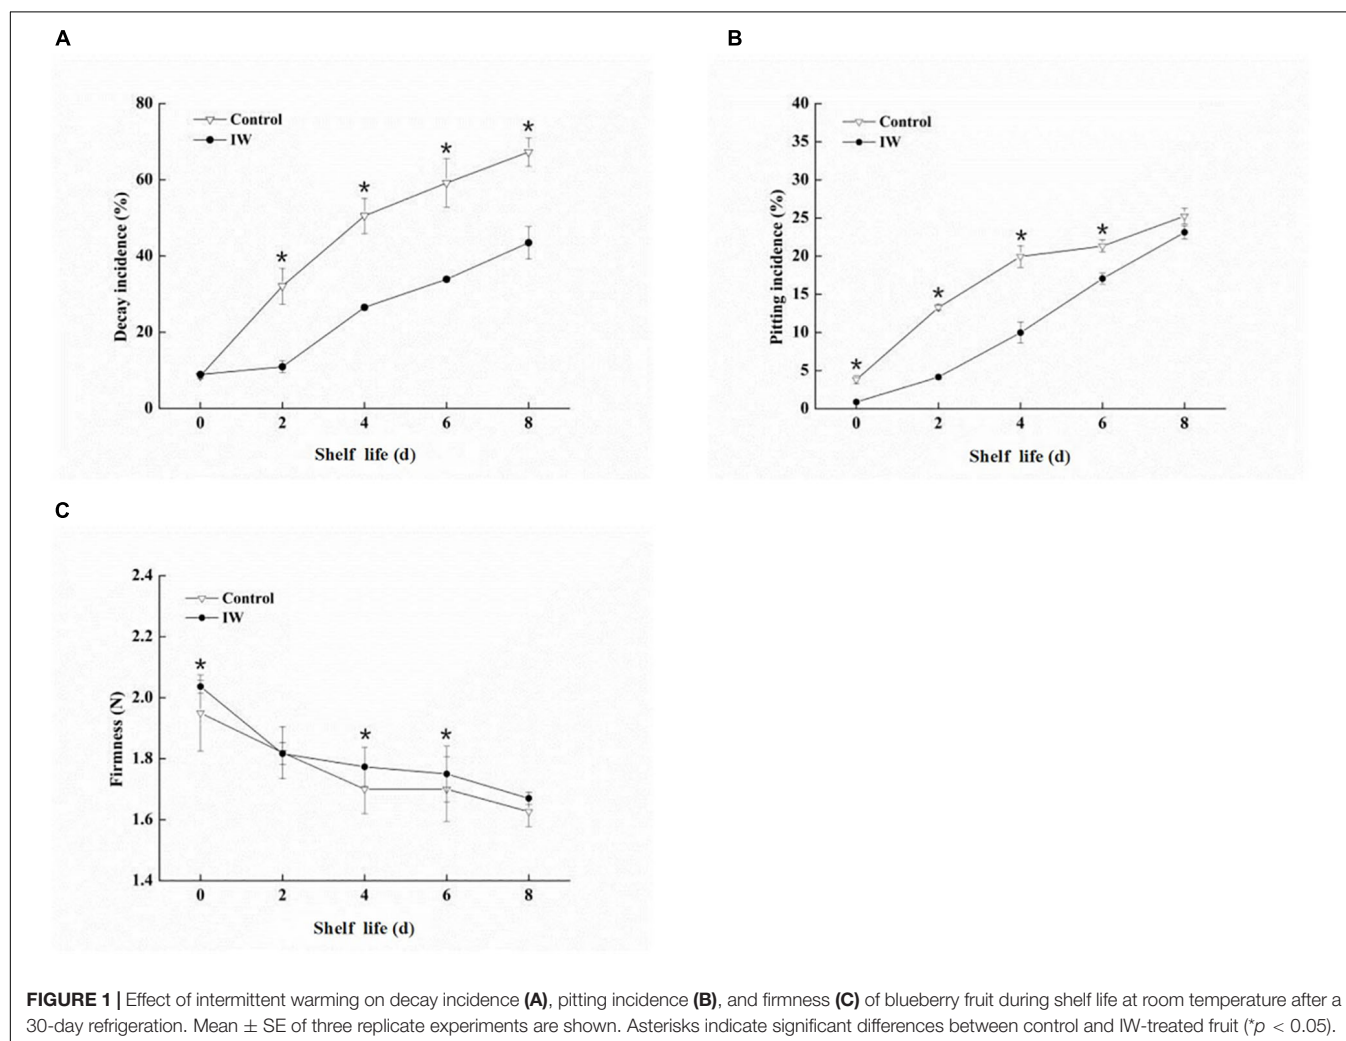 A
80
60
40
20
0
Decay incidence (%)
Control
IW
*
*
*
*
0 2 4 6 8
Shelf life (d)
B
40
35
30
25
20
15
10
5
0
Pitting incidence (%)
Control
IW
*
*
*
*
0 2 4 6 8
Shelf life (d)
C
2.4
2.2
2.0
1.8
1.6
1.4
Firmness (N)
Control
IW
*
*
*
0 2 4 6 8
Shelf life (d)
FIGURE 1 | Effect of intermittent warming on decay incidence (A), pitting incidence (B), and firmness (C) of blueberry fruit during shelf life at room temperature after a
30-day refrigeration. Mean ± SE of three replicate experiments are shown. Asterisks indicate significant differences between control and IW-treated fruit (*p < 0.05).